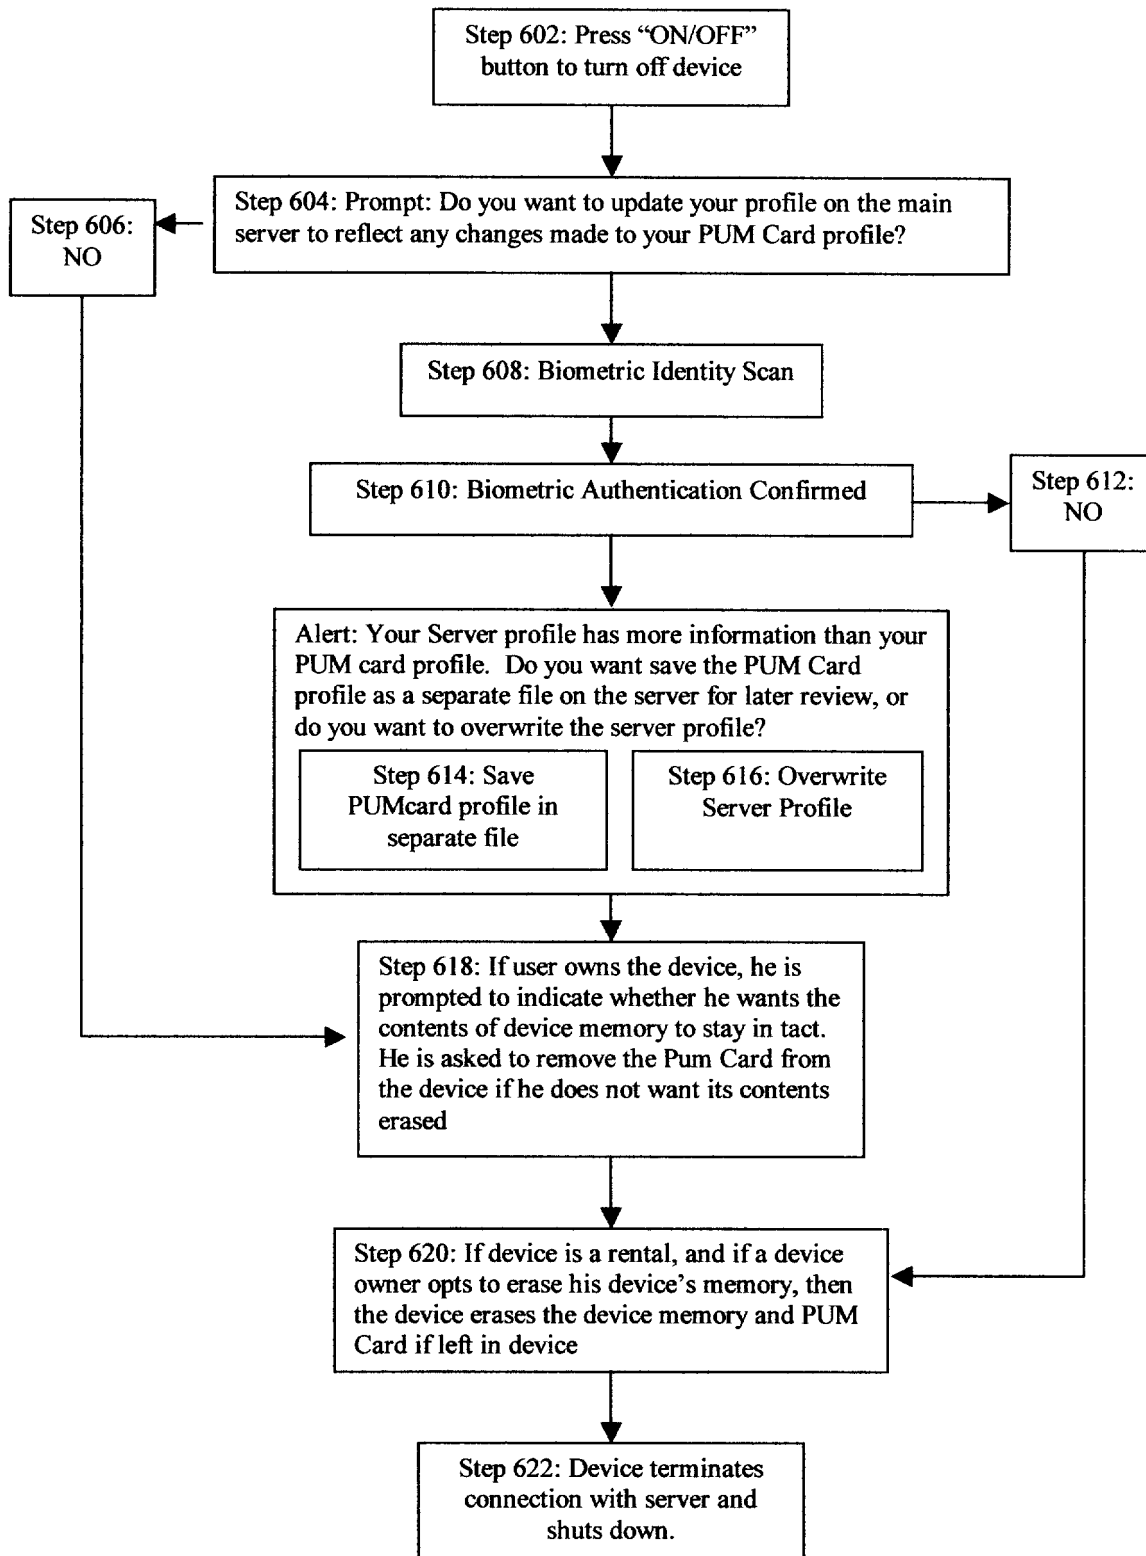 Step 602: Press “ON/OFF”
button to turn off device
Step 604: Prompt: Do you want to update your profile on the main
server to reflect any changes made to your PUM Card profile?
Step 606:
NO
Step 608: Biometric Identity Scan
Step 610: Biometric Authentication Confirmed
Step 612:
NO
Alert: Your Server profile has more information than your
PUM card profile. Do you want save the PUM Card
profile as a separate file on the server for later review, or
do you want to overwrite the server profile?
Step 614: Save
PUMcard profile in
separate file
Step 616: Overwrite
Server Profile
Step 618: If user owns the device, he is
prompted to indicate whether he wants the
contents of device memory to stay in tact.
He is asked to remove the Pum Card from
the device if he does not want its contents
erased
Step 620: If device is a rental, and if a device
owner opts to erase his device’s memory, then
the device erases the device memory and PUM
Card if left in device
Step 622: Device terminates
connection with server and
shuts down.